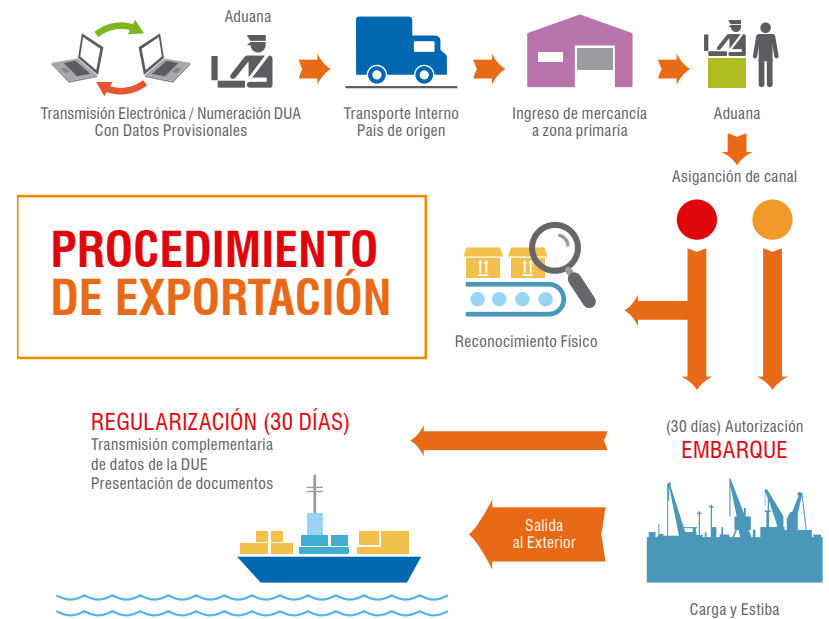 Aduana
Transmisión Electrónica / Numeración DUA
Con Datos Provisionales
Transporte Interno
País de origen
Ingreso de mercancía
a zona primaría
Aduana
Asiganción de canal
PROCEDIMIENTO
DE EXPORTACIÓN
Reconocimiento Físico
REGULARIZACIÓN (30 DÍAS)
Transmisión complementaria
de datos de la DUE
Presentación de documentos
(30 días) Autorización
EMBARQUE
Salida
al Exterior
Carga y Estiba